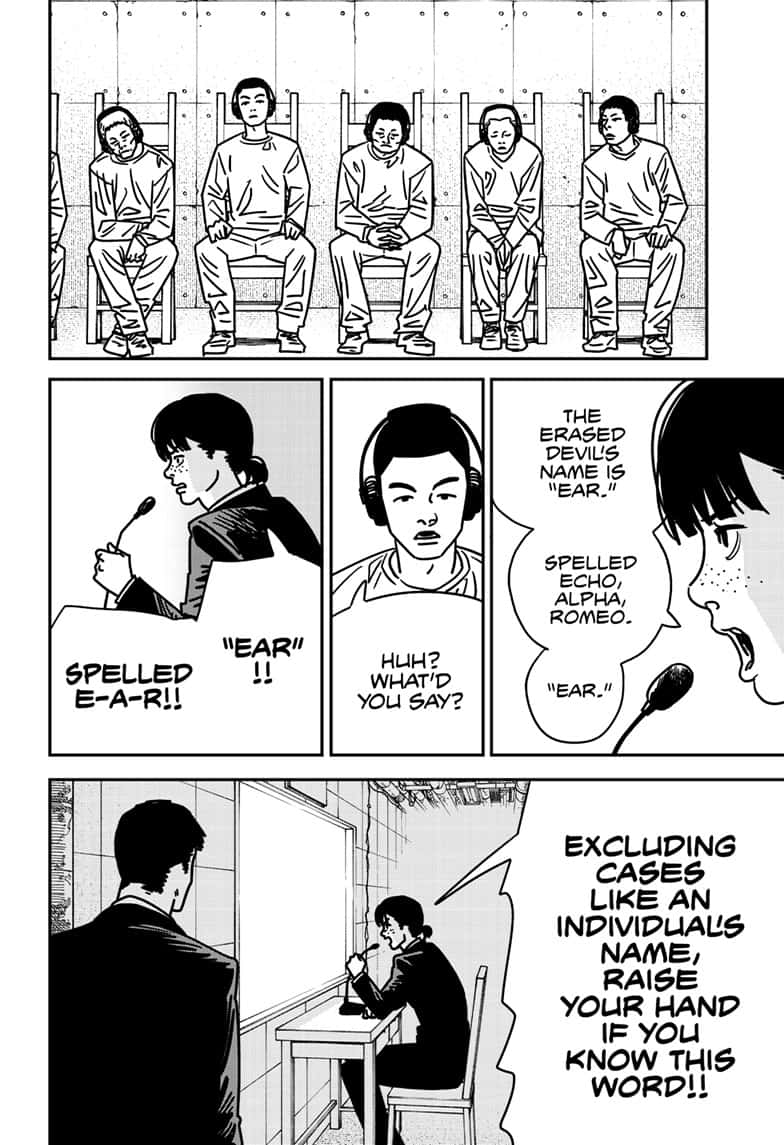 THE
ERASED
DEVIL'S
NAME IS
"EAR."
SPELLED
ECHO,
ALPHA,
ROMEO.
"EAR."
HUH?
WHAT'D
YOU SAY?
"EAR"
!!
SPELLED
E-A-R!!
EXCLUDING
CASES
LIKE AN
INDIVIDUAL'S
NAME,
RAISE
YOUR HAND
IF YOU
KNOW THIS
WORD!!